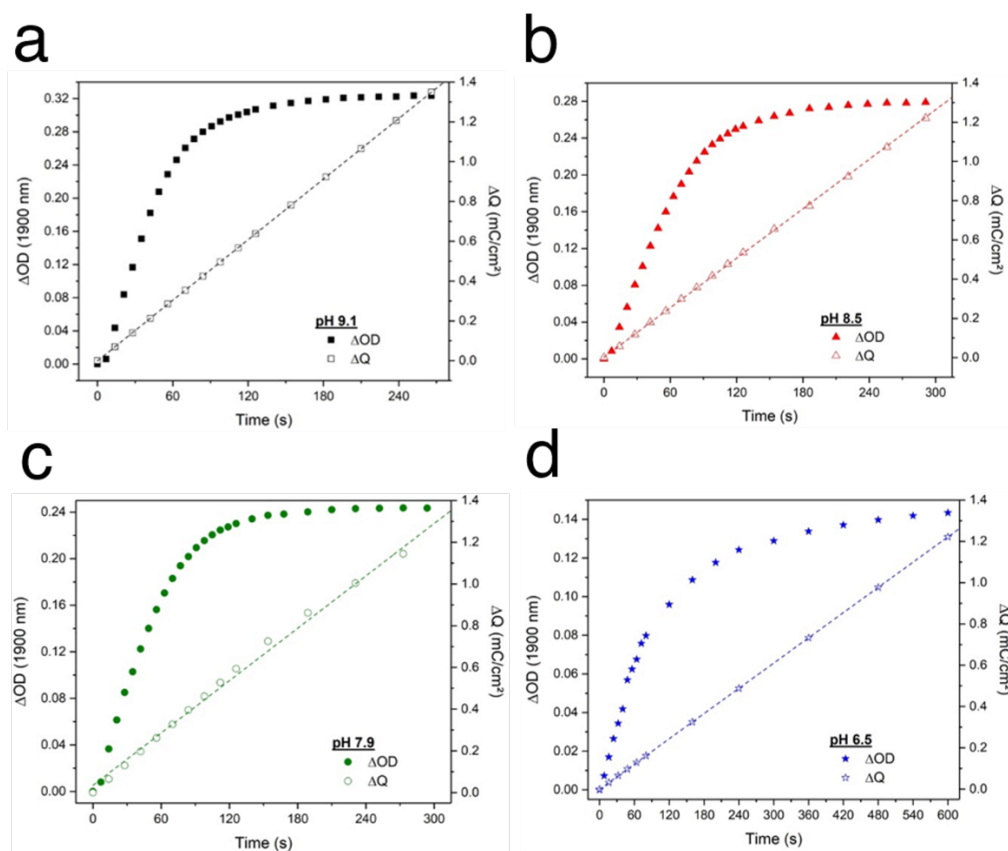 a
0.32
0.28
0.24
0.20
0.16
0.12
0.08
0.04
0.00
ΔOD (1900 nm)
1.4
1.2
1.0
0.8
0.6
0.4
0.2
0.0
ΔQ (mC/cm²)
pH 9.1
ΔOD
ΔQ
0 60 120 180 240
Time (s)
b
0.28
0.24
0.20
0.16
0.12
0.08
0.04
0.00
ΔOD (1900 nm)
1.4
1.2
1.0
0.8
0.6
0.4
0.2
0.0
ΔQ (mC/cm²)
pH 8.5
ΔOD
ΔQ
0 60 120 180 240 300
Time (s)
c
0.24
0.20
0.16
0.12
0.08
0.04
0.00
ΔOD (1900 nm)
1.4
1.2
1.0
0.8
0.6
0.4
0.2
0.0
ΔQ (mC/cm²)
pH 7.9
ΔOD
ΔQ
0 60 120 180 240 300
Time (s)
d
0.14
0.12
0.10
0.08
0.06
0.04
0.02
0.00
ΔOD (1900 nm)
1.4
1.2
1.0
0.8
0.6
0.4
0.2
0.0
ΔQ (mC/cm²)
pH 6.5
ΔOD
ΔQ
0 60 120 180 240 300 360 420 480 540 600
Time (s)